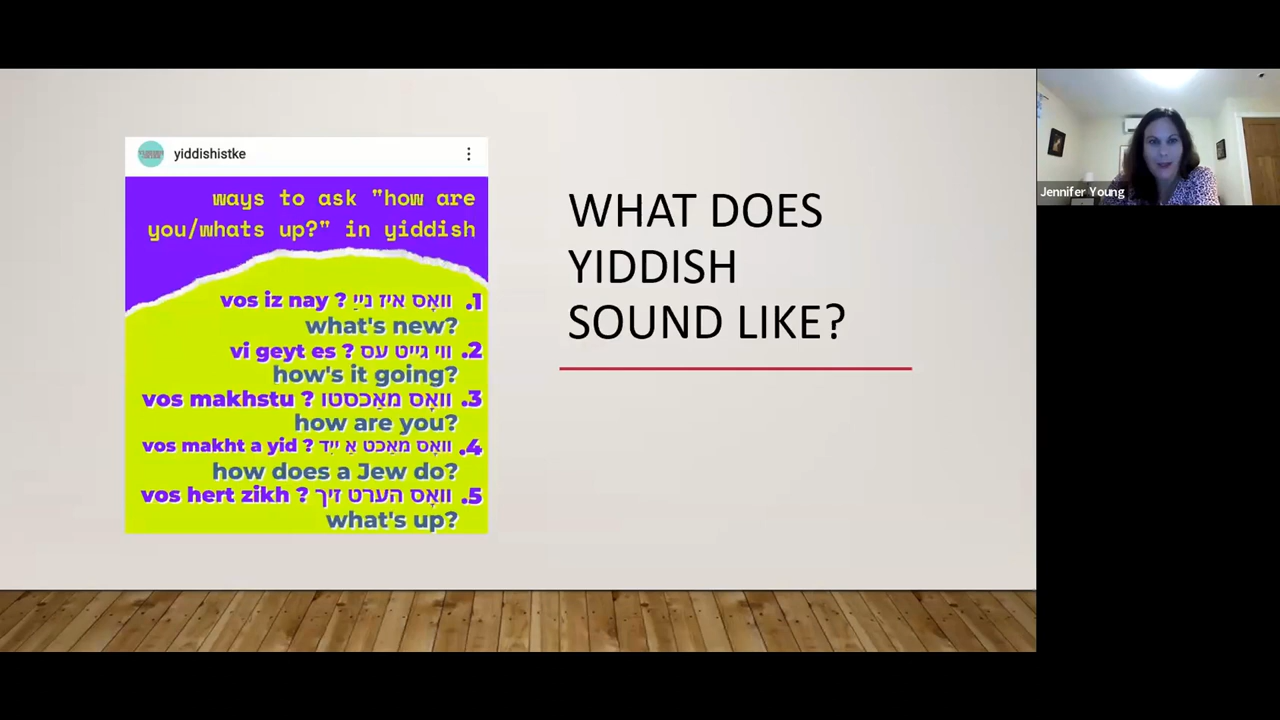 yiddishistke
ways to ask "how are
you/whats up?" in yiddish
1. וואָס איז נײַ ? vos iz nay
what's new?
2. ווי גייט עס ? vi geyt es
how's it going?
3. וואָס מאַכסטו ? vos makhstu
how are you?
4. וואָס מאַכט אַ ייִד ? vos makht a yid
how does a Jew do?
5. וואָס הערט זיך ? vos hert zikh
what's up?
WHAT DOES
YIDDISH
SOUND LIKE?
Jennifer Young